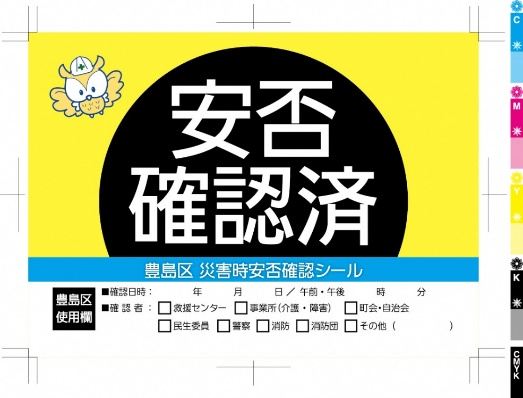 安否
確認済
豊島区 災害時安否確認シール
豊島区
使用欄
■確認日時： 年 月 日 ／ 午前・午後 時 分
■確認者：□救援センター □事業所（介護・障害） □町会・自治会
□民生委員 □警察 □消防 □消防団 □その他（ ）
C
M
Y
K
CMYK